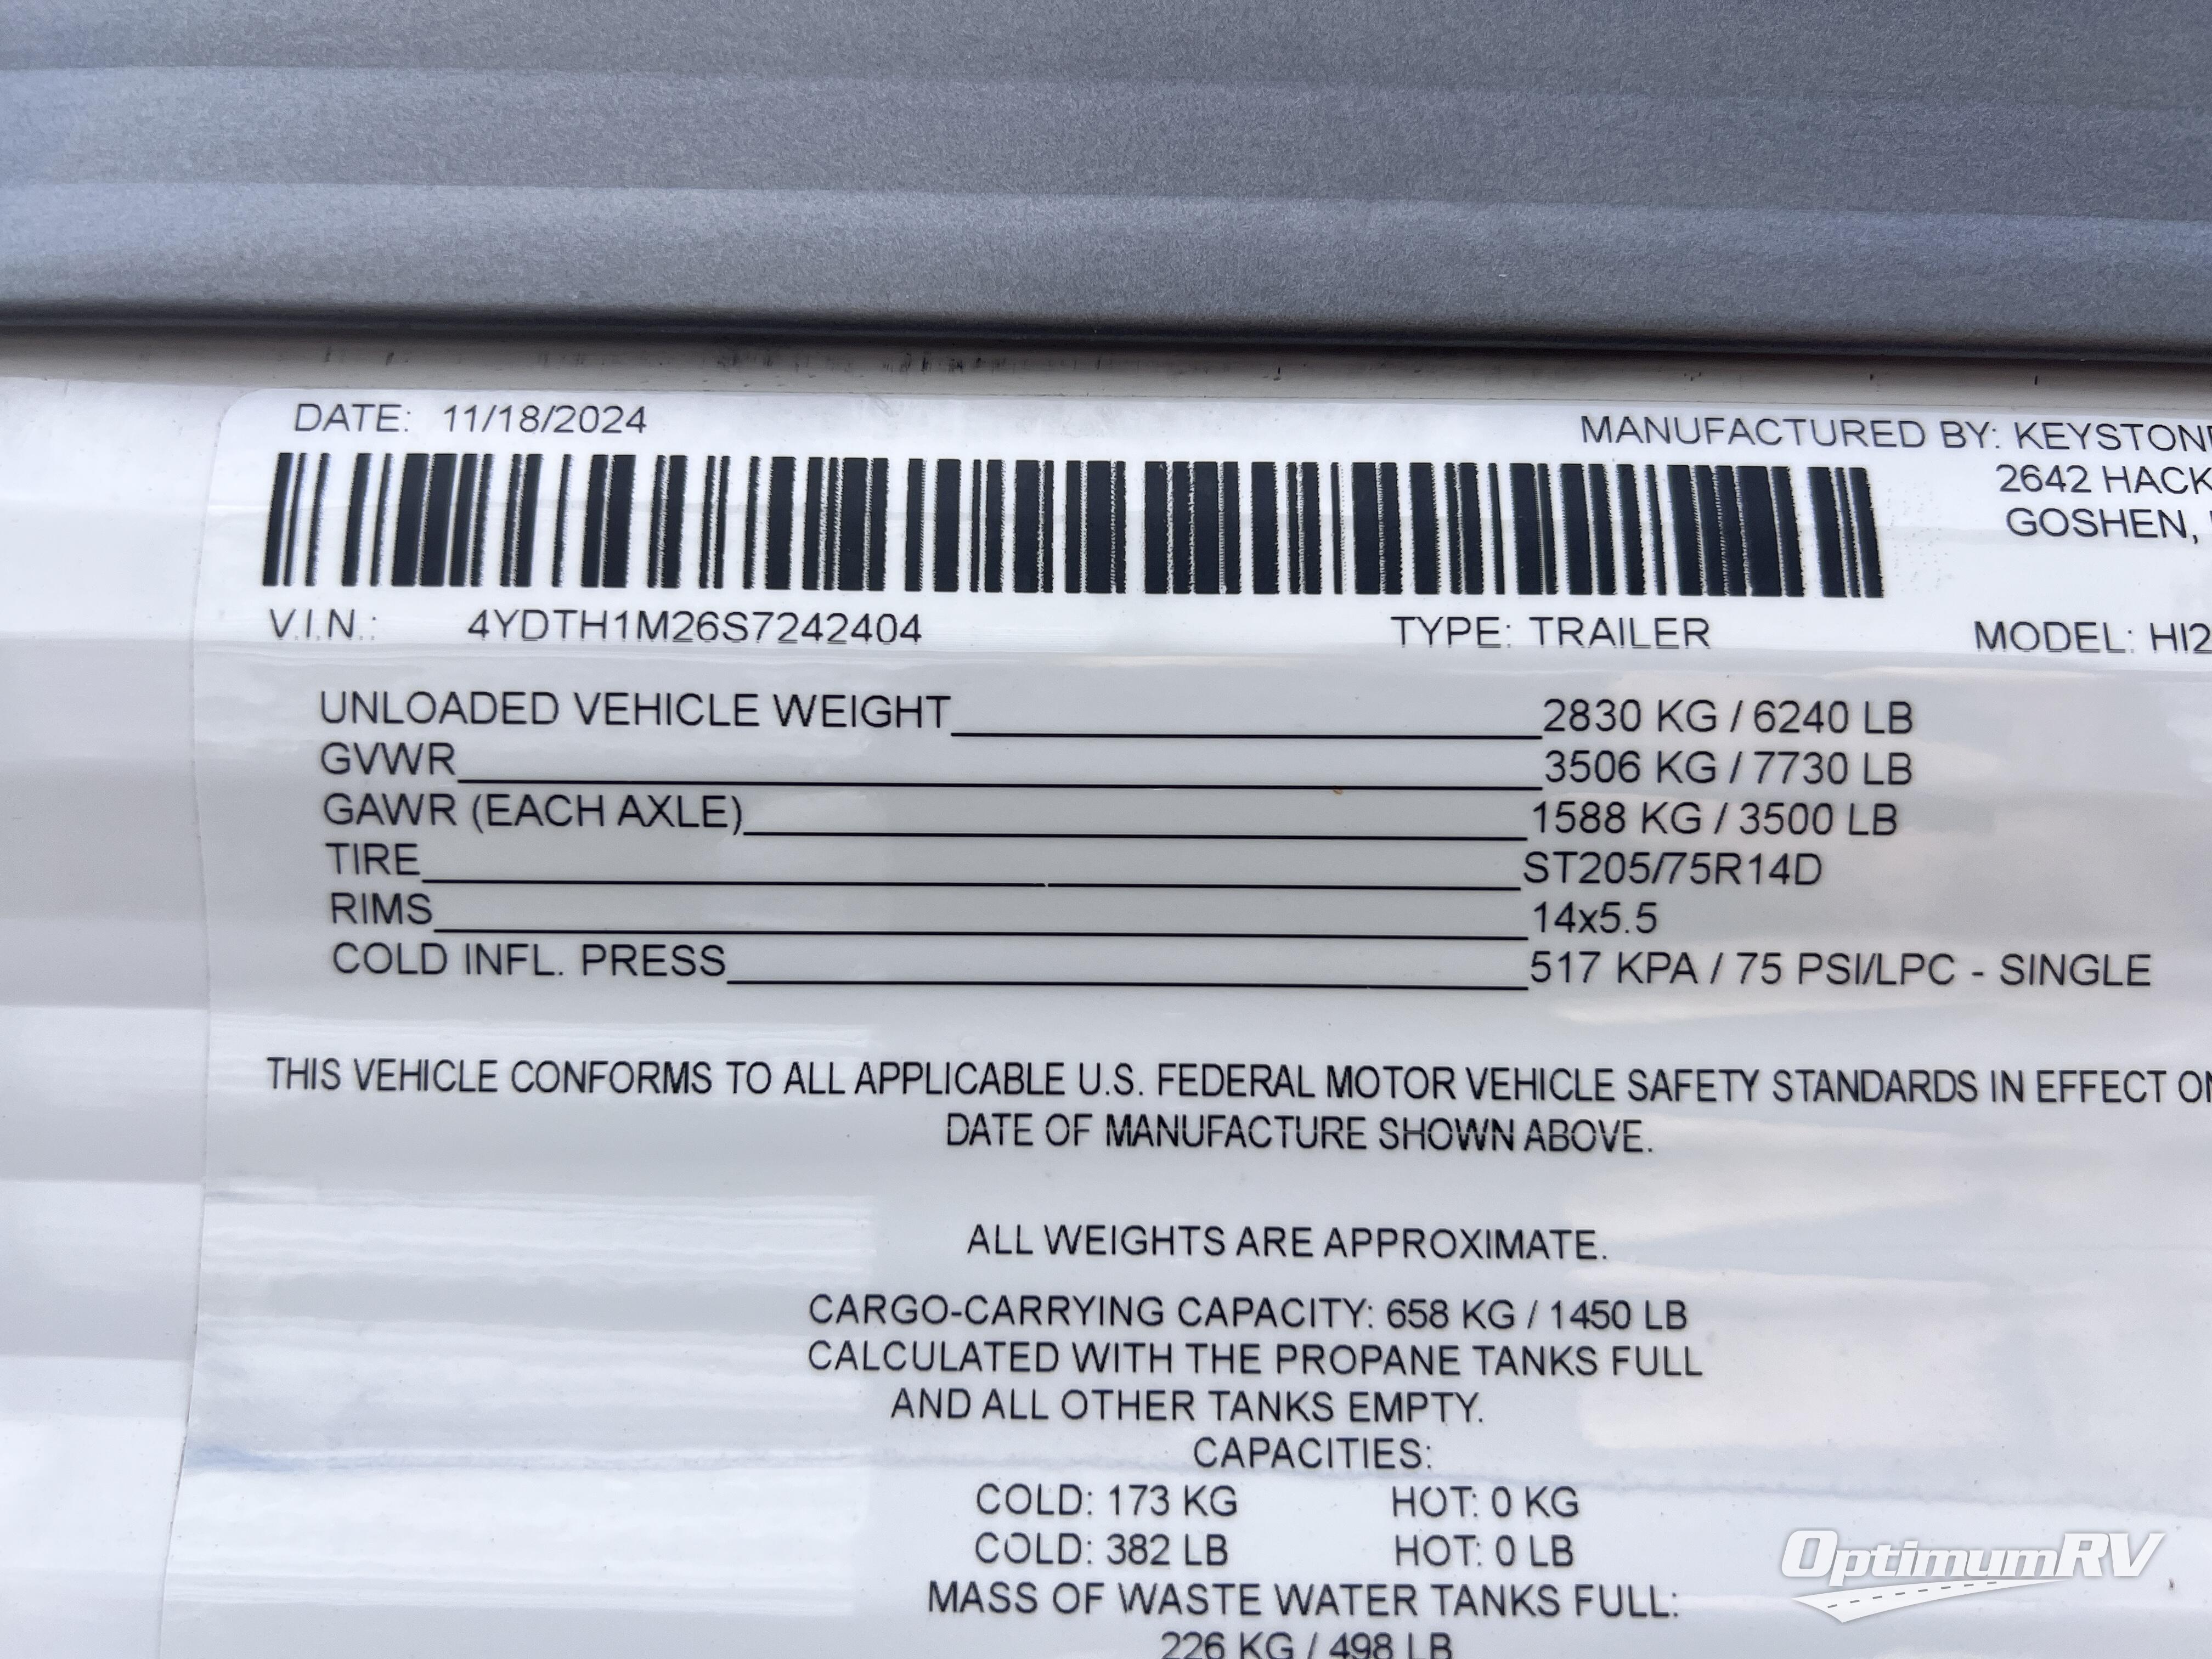 DATE: 11/18/2024
MANUFACTURED BY: KEYSTON
2642 HACK
GOSHEN,
V.I.N.: 4YDTH1M26S7242404 TYPE: TRAILER MODEL: HI2
UNLOADED VEHICLE WEIGHT 2830 KG / 6240 LB
GVWR 3506 KG / 7730 LB
GAWR (EACH AXLE) 1588 KG / 3500 LB
TIRE ST205/75R14D
RIMS 14x5.5
COLD INFL. PRESS 517 KPA / 75 PSI/LPC - SINGLE
THIS VEHICLE CONFORMS TO ALL APPLICABLE U.S. FEDERAL MOTOR VEHICLE SAFETY STANDARDS IN EFFECT ON
DATE OF MANUFACTURE SHOWN ABOVE.
ALL WEIGHTS ARE APPROXIMATE.
CARGO-CARRYING CAPACITY: 658 KG / 1450 LB
CALCULATED WITH THE PROPANE TANKS FULL
AND ALL OTHER TANKS EMPTY.
CAPACITIES:
COLD: 173 KG HOT: 0 KG
COLD: 382 LB HOT: 0 LB
MASS OF WASTE WATER TANKS FULL:
226 KG / 498 LB
OptimumRV